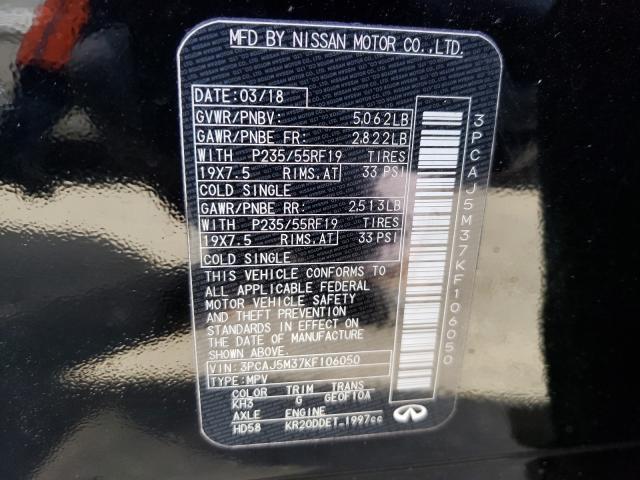 MFD BY NISSAN MOTOR CO.,LTD.
DATE: 03/18
GVWR/PNBV: 5,062LB
GAWR/PNBE FR: 2,822LB
WITH P235/55RF19 TIRES
19X7.5 RIMS.AT 33 PSI
COLD SINGLE
GAWR/PNBE RR: 2,513LB
WITH P235/55RF19 TIRES
19X7.5 RIMS.AT 33 PSI
COLD SINGLE
THIS VEHICLE CONFORMS TO
ALL APPLICABLE FEDERAL
MOTOR VEHICLE SAFETY
AND THEFT PREVENTION
STANDARDS IN EFFECT ON
THE DATE OF MANUFACTURE
SHOWN ABOVE.
VIN: 3PCAJ5M37KF106050
TYPE: MPV
COLOR TRIM TRANS
KH3 G GE0F10A
AXLE ENGINE
HD58 KR20DDET 1997cc
3PCAJ5M37KF106050